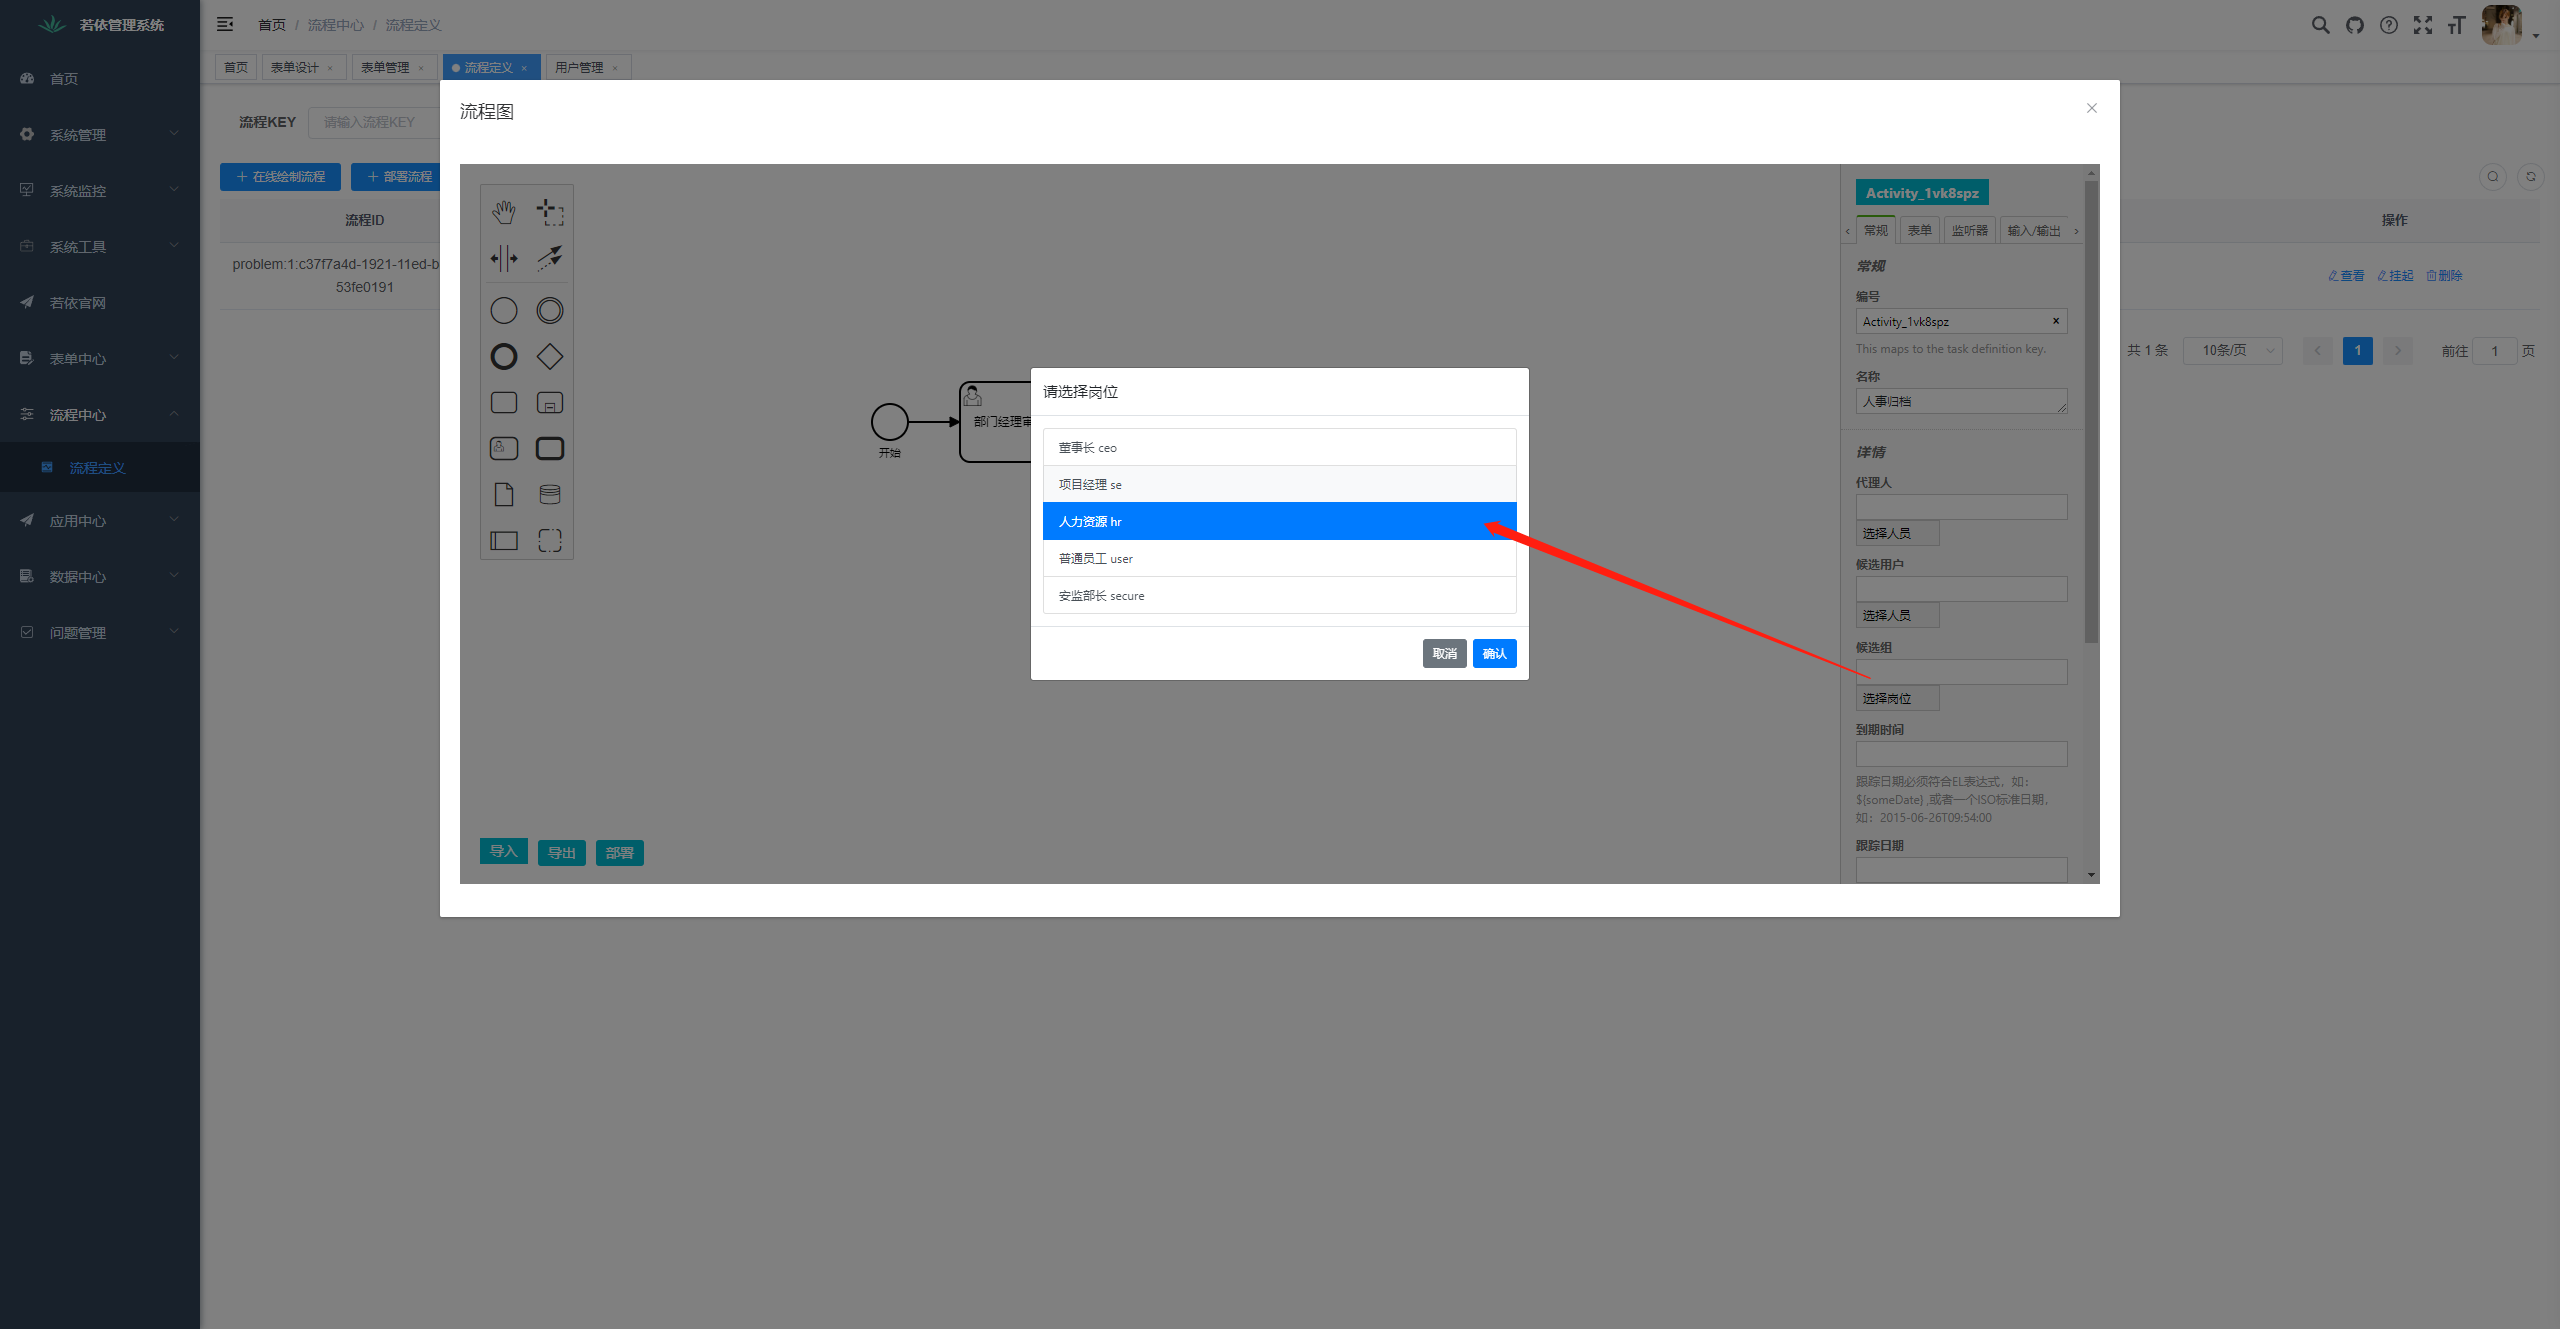 若依管理系统
首页 / 流程中心 / 流程定义
首页
表单设计 ×
表单管理 ×
流程定义 ×
用户管理 ×
首页
系统管理
系统监控
系统工具
若依官网
表单中心
流程中心
流程定义
应用中心
数据中心
问题管理
流程KEY 请输入流程KEY
+ 在线绘制流程
+ 部署流程
流程ID
操作
problem:1:c37f7a4d-1921-11ed-b
53fe0191
查看 挂起 删除
共 1 条 10条/页 < 1 > 前往 1 页
流程图 ×
开始
部门经理审
导入 导出 部署
请选择岗位
董事长 ceo
项目经理 se
人力资源 hr
普通员工 user
安监部长 secure
取消 确认
Activity_1vk8spz
‹ 常规 表单 监听器 输入/输出 ›
常规
编号
Activity_1vk8spz ×
This maps to the task definition key.
名称
人事归档
详情
代理人
选择人员
候选用户
选择人员
候选组
选择岗位
到期时间
跟踪日期必须符合EL表达式，如：
${someDate} ,或者一个ISO标准日期，
如：2015-06-26T09:54:00
跟踪日期